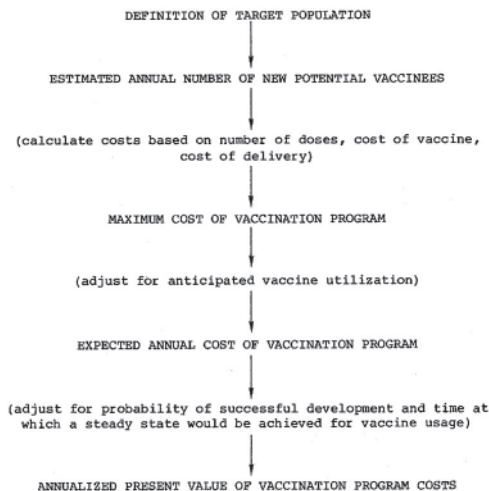 DEFINITION OF TARGET POPULATION
ESTIMATED ANNUAL NUMBER OF NEW POTENTIAL VACCINEES
(calculate costs based on number of doses, cost of vaccine,
cost of delivery)
MAXIMUM COST OF VACCINATION PROGRAM
(adjust for anticipated vaccine utilization)
EXPECTED ANNUAL COST OF VACCINATION PROGRAM
(adjust for probability of successful development and time at
which a steady state would be achieved for vaccine usage)
ANNUALIZED PRESENT VALUE OF VACCINATION PROGRAM COSTS